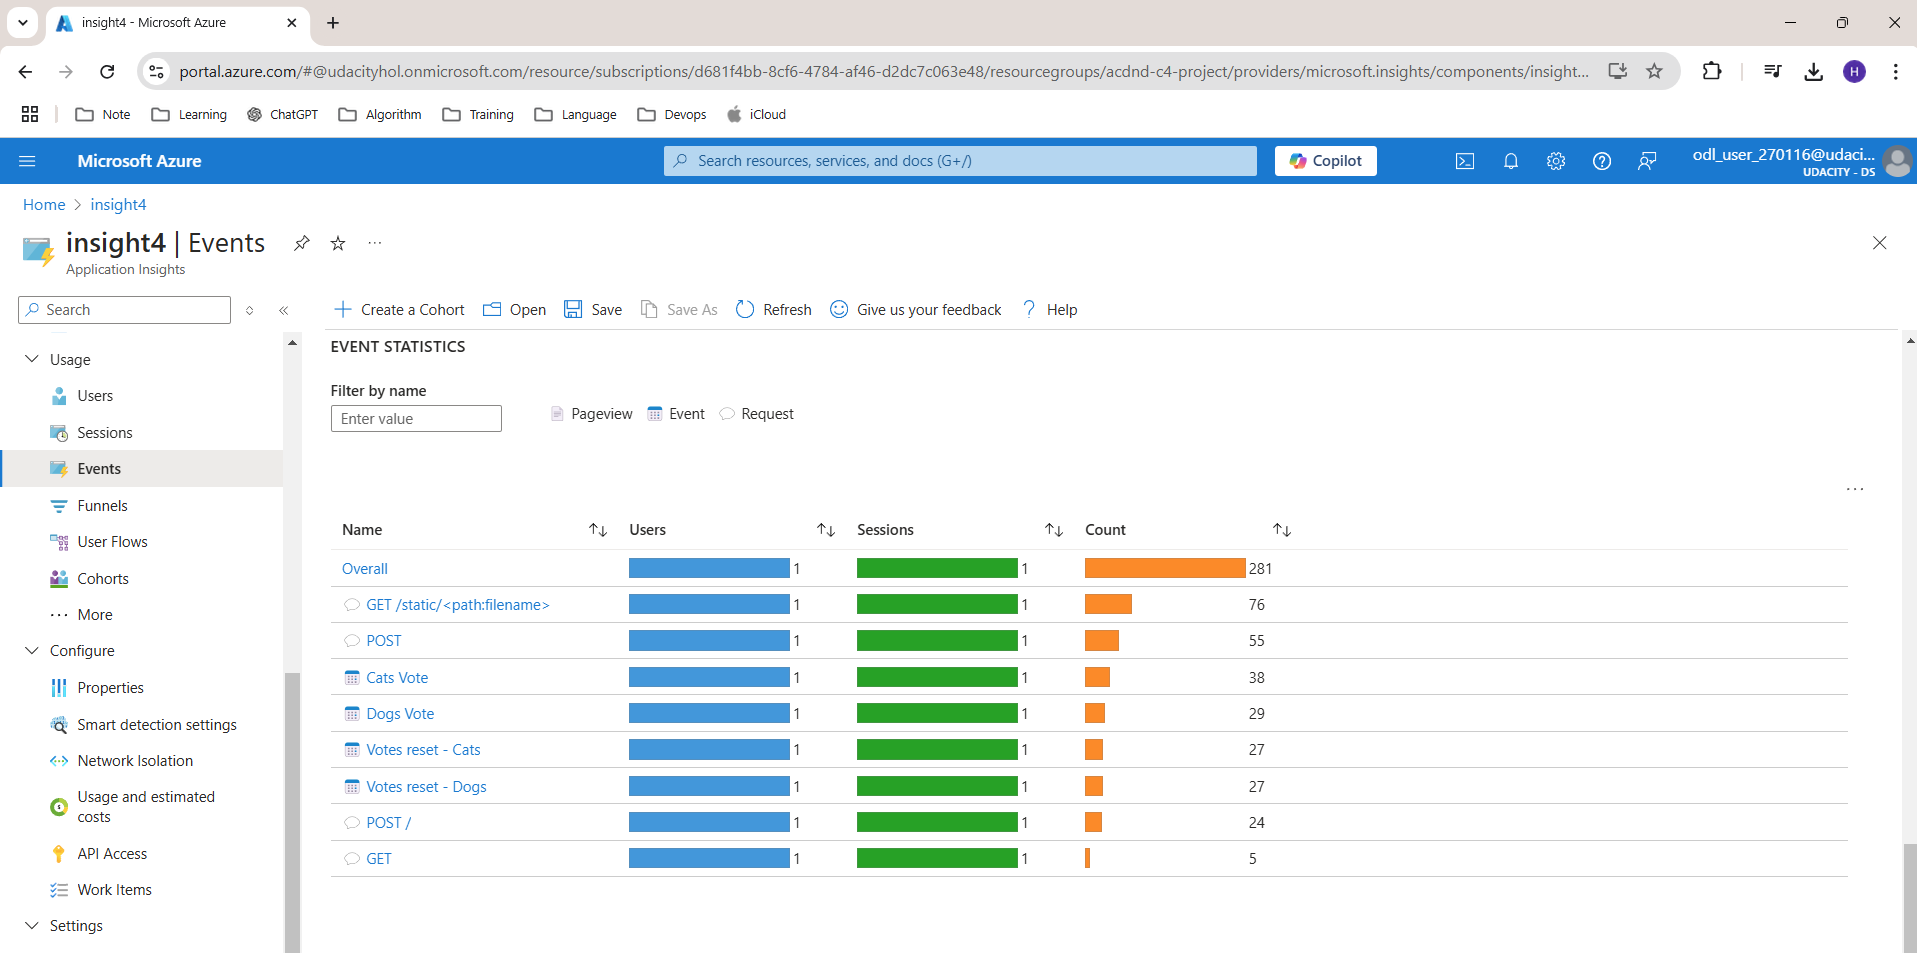 insight4 - Microsoft Azure
portal.azure.com/#@udacityhol.onmicrosoft.com/resource/subscriptions/d681f4bb-8cf6-4784-af46-d2dc7c063e48/resourcegroups/acdnd-c4-project/providers/microsoft.insights/components/insight...
H
Note Learning ChatGPT Algorithm Training Language Devops iCloud
Microsoft Azure
Search resources, services, and docs (G+/)
Copilot
odl_user_270116@udaci...
UDACITY - DS
Home > insight4
insight4 | Events
Application Insights
Search
Create a Cohort Open Save Save As Refresh Give us your feedback Help
Usage
Users
Sessions
Events
Funnels
User Flows
Cohorts
More
Configure
Properties
Smart detection settings
Network Isolation
Usage and estimated
costs
API Access
Work Items
Settings
EVENT STATISTICS
Filter by name
Enter value
Pageview Event Request
Name Users Sessions Count
Overall 1 1 281
GET /static/<path:filename> 1 1 76
POST 1 1 55
Cats Vote 1 1 38
Dogs Vote 1 1 29
Votes reset - Cats 1 1 27
Votes reset - Dogs 1 1 27
POST / 1 1 24
GET 1 1 5